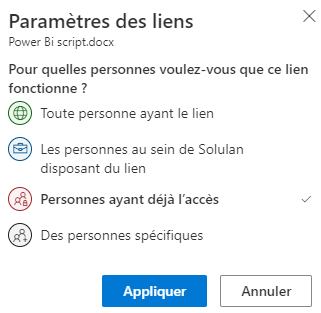 Paramètres des liens
Power Bi script.docx
Pour quelles personnes voulez-vous que ce lien
fonctionne ?
Toute personne ayant le lien
Les personnes au sein de Solulan
disposant du lien
Personnes ayant déjà l'accès
Des personnes spécifiques
Appliquer
Annuler